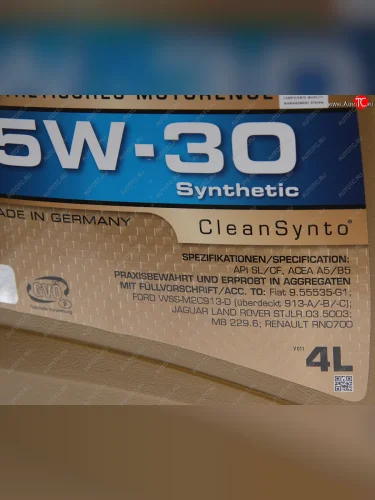 5W-30
Synthetic
MADE IN GERMANY
CleanSynto®
SPEZIFIKATIONEN/SPECIFICATION:
API SL/CF, ACEA A5/B5
PRAXISBEWÄHRT UND ERPROBT IN AGGREGATEN
MIT FÜLLVORSCHRIFT/ACC. TO: Fiat 9.55535-G1;
FORD WSS-M2C913-D (überdeckt 913-A/-B/-C);
JAGUAR LAND ROVER STJLR.03.5003;
MB 229.6; RENAULT RN0700
4L